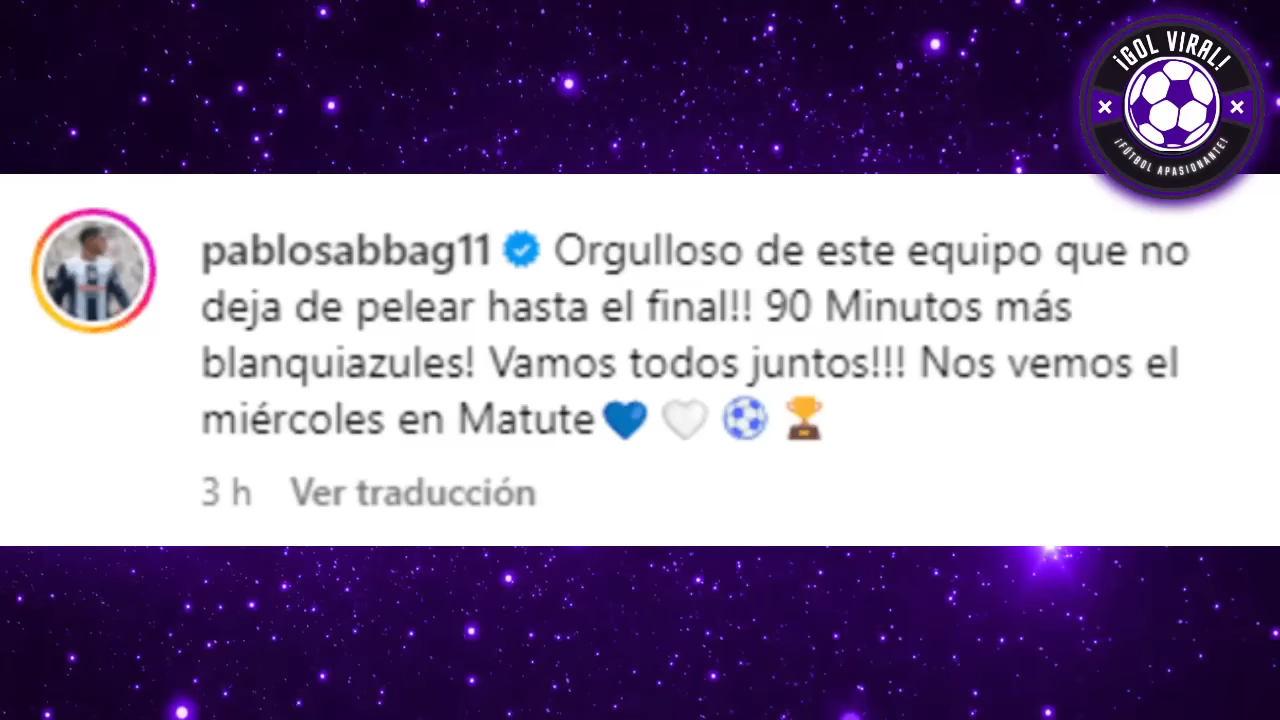 ¡GOL VIRAL!
¡FÚTBOL APASIONANTE!
pablosabbag11 Orgulloso de este equipo que no
deja de pelear hasta el final!! 90 Minutos más
blanquiazules! Vamos todos juntos!!! Nos vemos el
miércoles en Matute💙 🤍 ⚽ 🏆
3 h Ver traducción